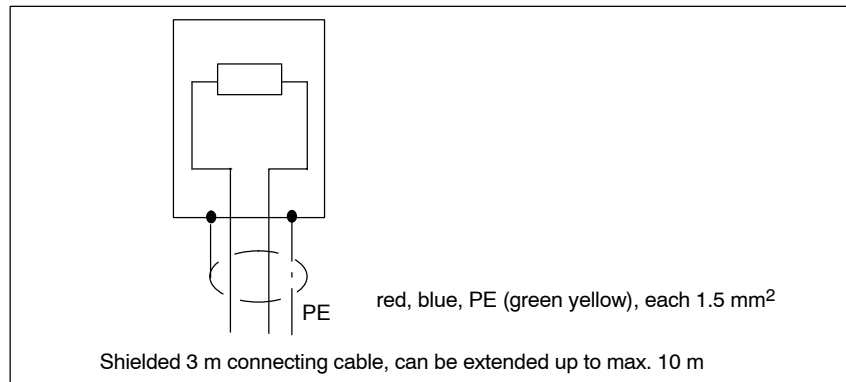 PE
red, blue, PE (green yellow), each 1.5 mm²
Shielded 3 m connecting cable, can be extended up to max. 10 m